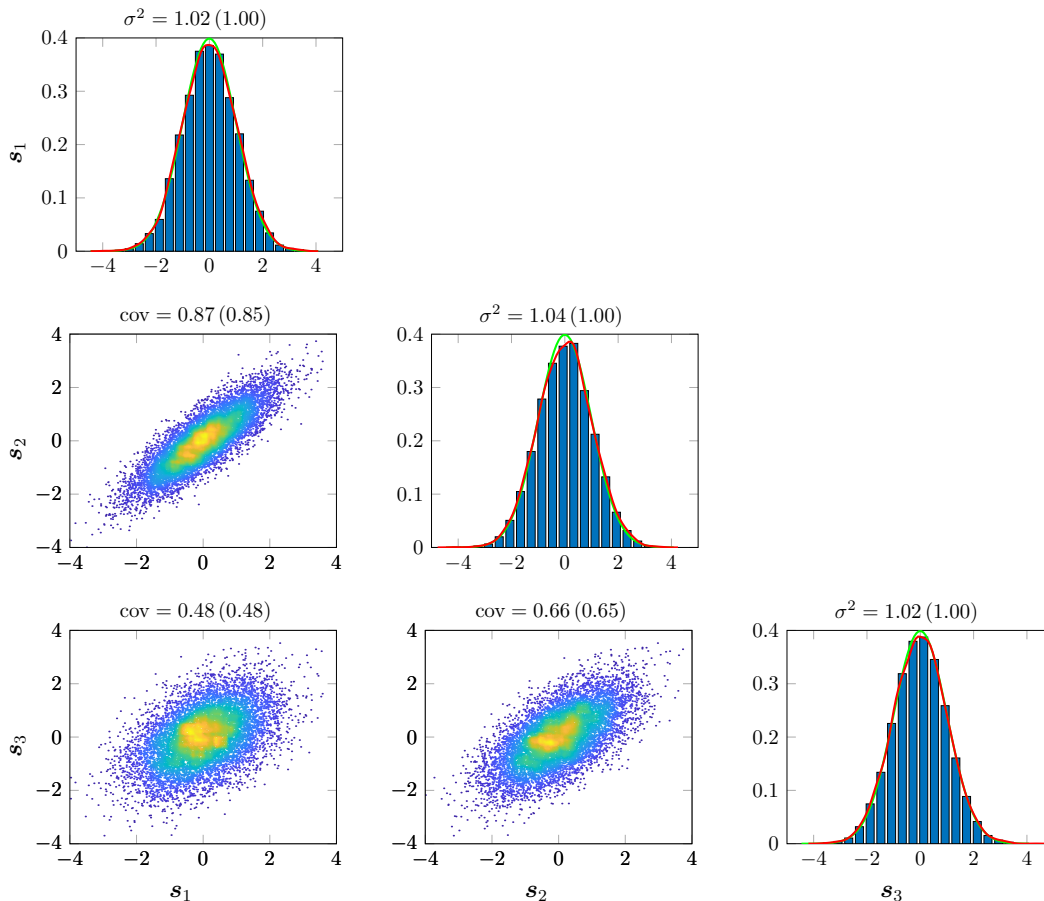 σ² = 1.02 (1.00)
0.4
0.3
0.2
0.1
0
s₁
−4 −2 0 2 4
cov = 0.87 (0.85)
4
2
0
−2
−4
s₂
−4 −2 0 2 4
σ² = 1.04 (1.00)
0.4
0.3
0.2
0.1
0
−4 −2 0 2 4
cov = 0.48 (0.48)
4
2
0
−2
−4
s₃
−4 −2 0 2 4
s₁
cov = 0.66 (0.65)
4
2
0
−2
−4
−4 −2 0 2 4
s₂
σ² = 1.02 (1.00)
0.4
0.3
0.2
0.1
0
−4 −2 0 2 4
s₃